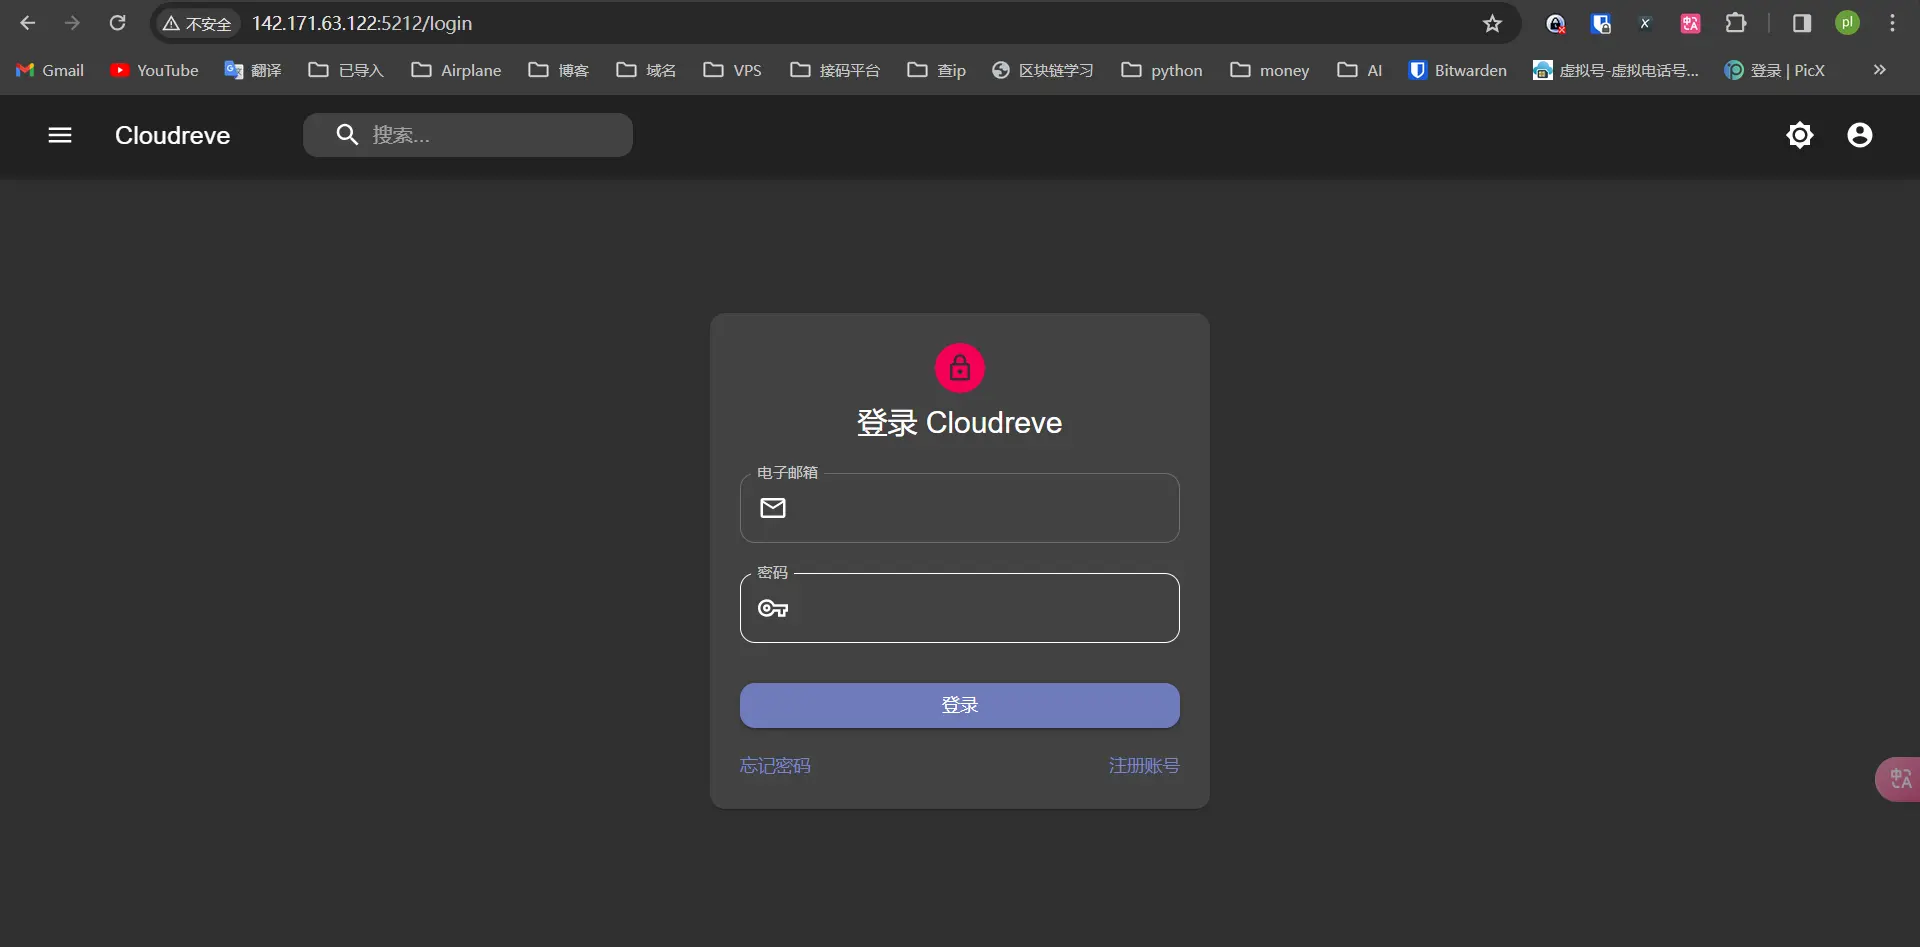 不安全 142.171.63.122:5212/login
pl
Gmail YouTube 翻译 已导入 Airplane 博客 域名 VPS 接码平台 查ip 区块链学习 python money AI Bitwarden 虚拟号-虚拟电话号... 登录 | PicX
Cloudreve 搜索...
登录 Cloudreve
电子邮箱
密码
登录
忘记密码 注册账号